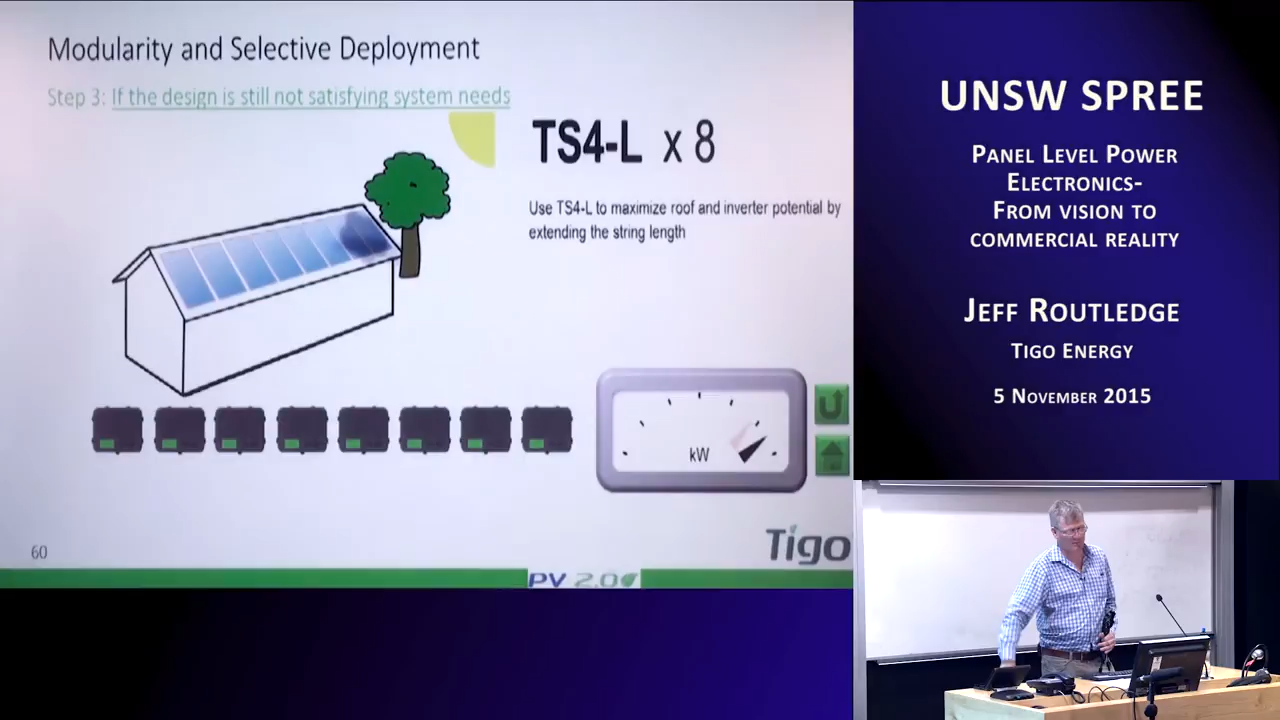 Modularity and Selective Deployment
Step 3: If the design is still not satisfying system needs
TS4-L x 8
Use TS4-L to maximize roof and inverter potential by
extending the string length
kW
60
Tigo
PV 2.0
UNSW SPREE
PANEL LEVEL POWER
ELECTRONICS-
FROM VISION TO
COMMERCIAL REALITY
JEFF ROUTLEDGE
TIGO ENERGY
5 NOVEMBER 2015